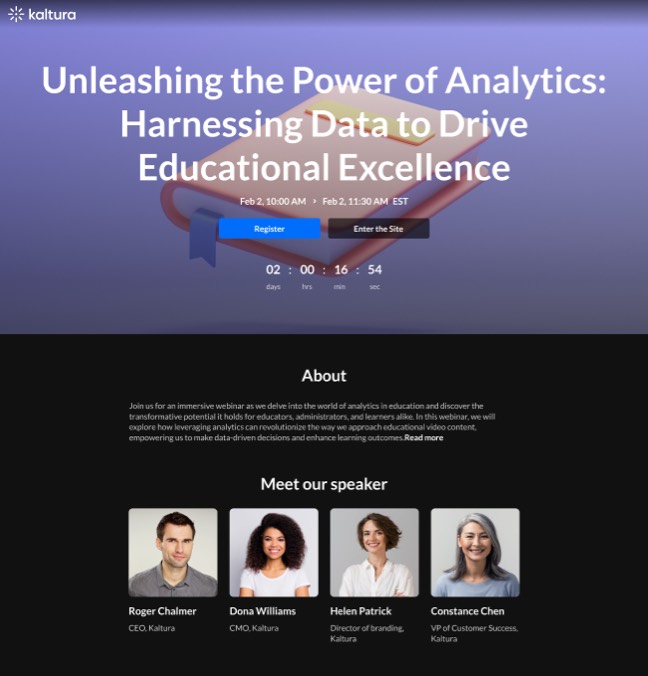 kaltura
Unleashing the Power of Analytics:
Harnessing Data to Drive
Educational Excellence
Feb 2, 10:00 AM › Feb 2, 11:30 AM EST
Register Enter the Site
02 : 00 : 16 : 54
days hrs min sec
About
Join us for an immersive webinar as we delve into the world of analytics in education and discover the
transformative potential it holds for educators, administrators, and learners alike. In this webinar, we will
explore how leveraging analytics can revolutionize the way we approach educational video content,
empowering us to make data-driven decisions and enhance learning outcomes.Read more
Meet our speaker
Roger Chalmer Dona Williams Helen Patrick Constance Chen
CEO, Kaltura CMO, Kaltura Director of branding, VP of Customer Success,
Kaltura Kaltura